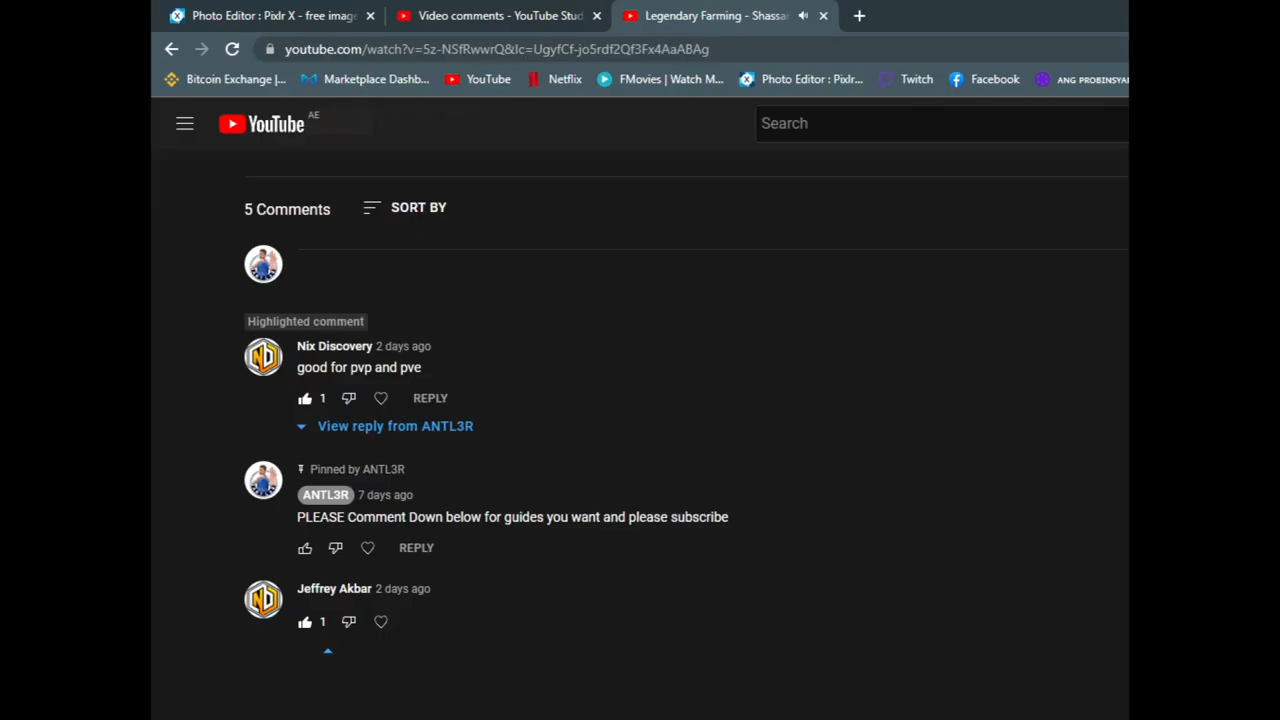 Photo Editor : Pixlr X - free image
Video comments - YouTube Stud
Legendary Farming - Shassar
youtube.com/watch?v=5z-NSfRwwrQ&lc=UgyfCf-jo5rdf2Qf3Fx4AaABAg
Bitcoin Exchange |...
Marketplace Dashb...
YouTube
Netflix
FMovies | Watch M...
Photo Editor : Pixlr...
Twitch
Facebook
ANG PROBINSYA
YouTube AE
Search
5 Comments
SORT BY
Highlighted comment
Nix Discovery 2 days ago
good for pvp and pve
1
REPLY
View reply from ANTL3R
Pinned by ANTL3R
ANTL3R 7 days ago
PLEASE Comment Down below for guides you want and please subscribe
REPLY
Jeffrey Akbar 2 days ago
1